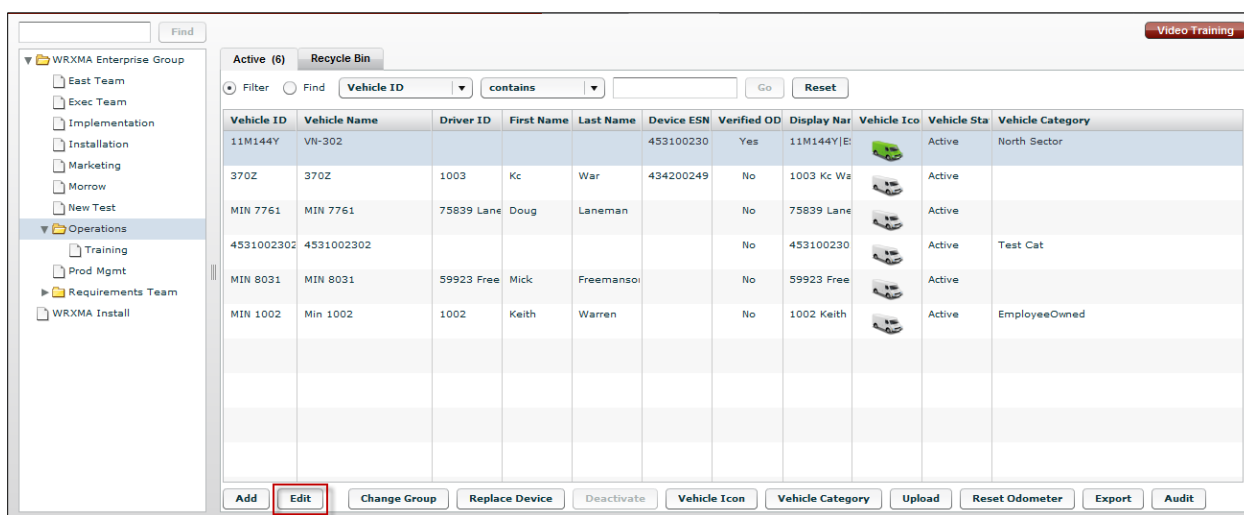 Find
Video Training
WRXMA Enterprise Group
East Team
Exec Team
Implementation
Installation
Marketing
Morrow
New Test
Operations
Training
Prod Mgmt
Requirements Team
WRXMA Install
Active (6) Recycle Bin
Filter Find Vehicle ID contains Go Reset
Vehicle ID Vehicle Name Driver ID First Name Last Name Device ESN Verified OD Display Nar Vehicle Ico Vehicle Sta Vehicle Category
11M144Y VN-302 453100230 Yes 11M144Y|E Active North Sector
370Z 370Z 1003 Kc War 434200249 No 1003 Kc Wa Active
MIN 7761 MIN 7761 75839 Lane Doug Laneman No 75839 Lane Active
4531002302 4531002302 No 453100230 Active Test Cat
MIN 8031 MIN 8031 59923 Free Mick Freemanso No 59923 Free Active
MIN 1002 Min 1002 1002 Keith Warren No 1002 Keith Active EmployeeOwned
Add Edit Change Group Replace Device Deactivate Vehicle Icon Vehicle Category Upload Reset Odometer Export Audit